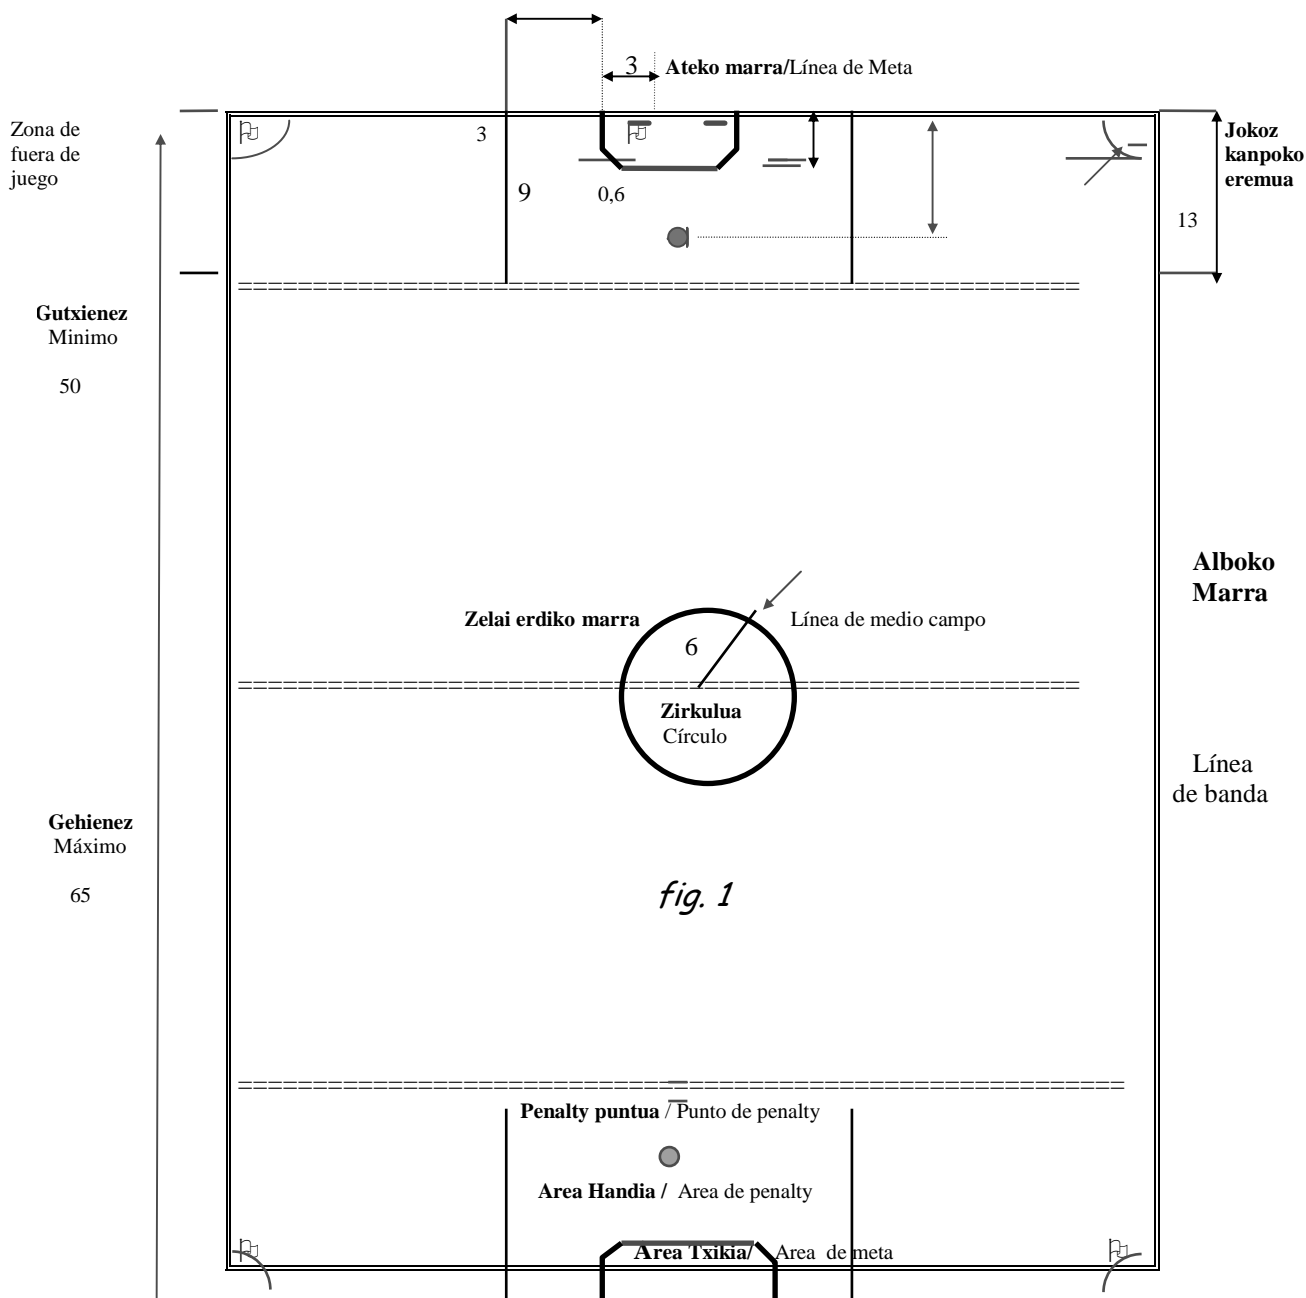 3 Ateko marra/Línea de Meta
Zona de
fuera de
juego
3
Jokoz
kanpoko
eremua
9
0,6
13
Gutxienez
Minimo
50
Alboko
Marra
Zelai erdiko marra
Línea de medio campo
6
Zirkulua
Círculo
Línea
de banda
Gehienez
Máximo
65
fig. 1
Penalty puntua / Punto de penalty
Area Handia / Area de penalty
Area Txikia/ Area de meta